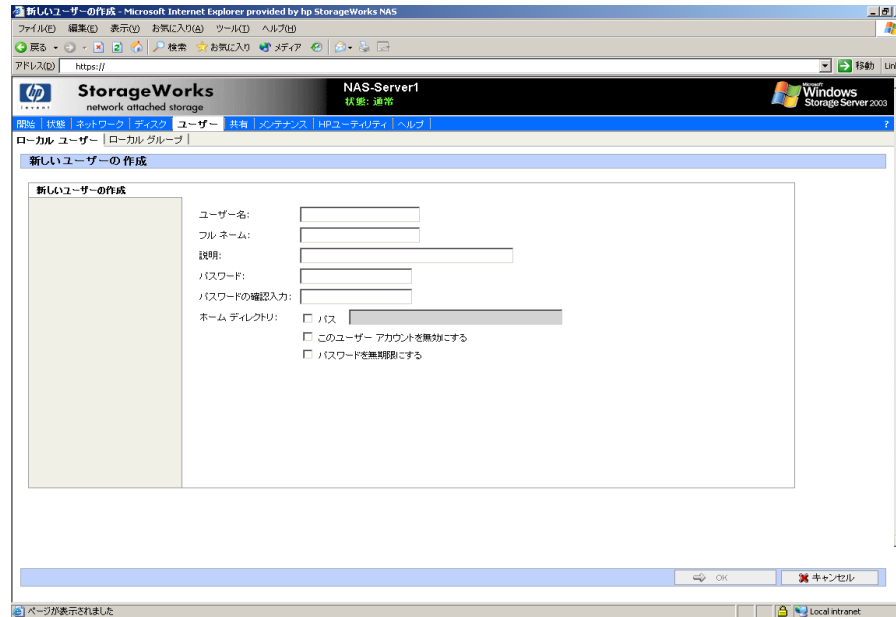 新しいユーザーの作成 - Microsoft Internet Explorer provided by hp StorageWorks NAS
ファイル(F) 編集(E) 表示(V) お気に入り(A) ツール(T) ヘルプ(H)
戻る 検索 お気に入り メディア
アドレス(D) https:// 移動 Lin
hp invent StorageWorks NAS-Server1 Microsoft Windows
network attached storage 状態: 通常 Storage Server 2003
開始 状態 ネットワーク ディスク ユーザー 共有 メンテナンス HPユーティリティ ヘルプ ?
ローカル ユーザー ローカル グループ
新しいユーザーの作成
新しいユーザーの作成
ユーザー名:
フル ネーム:
説明:
パスワード:
パスワードの確認入力:
ホーム ディレクトリ: パス
このユーザー アカウントを無効にする
パスワードを無期限にする
OK キャンセル
ページが表示されました Local intranet